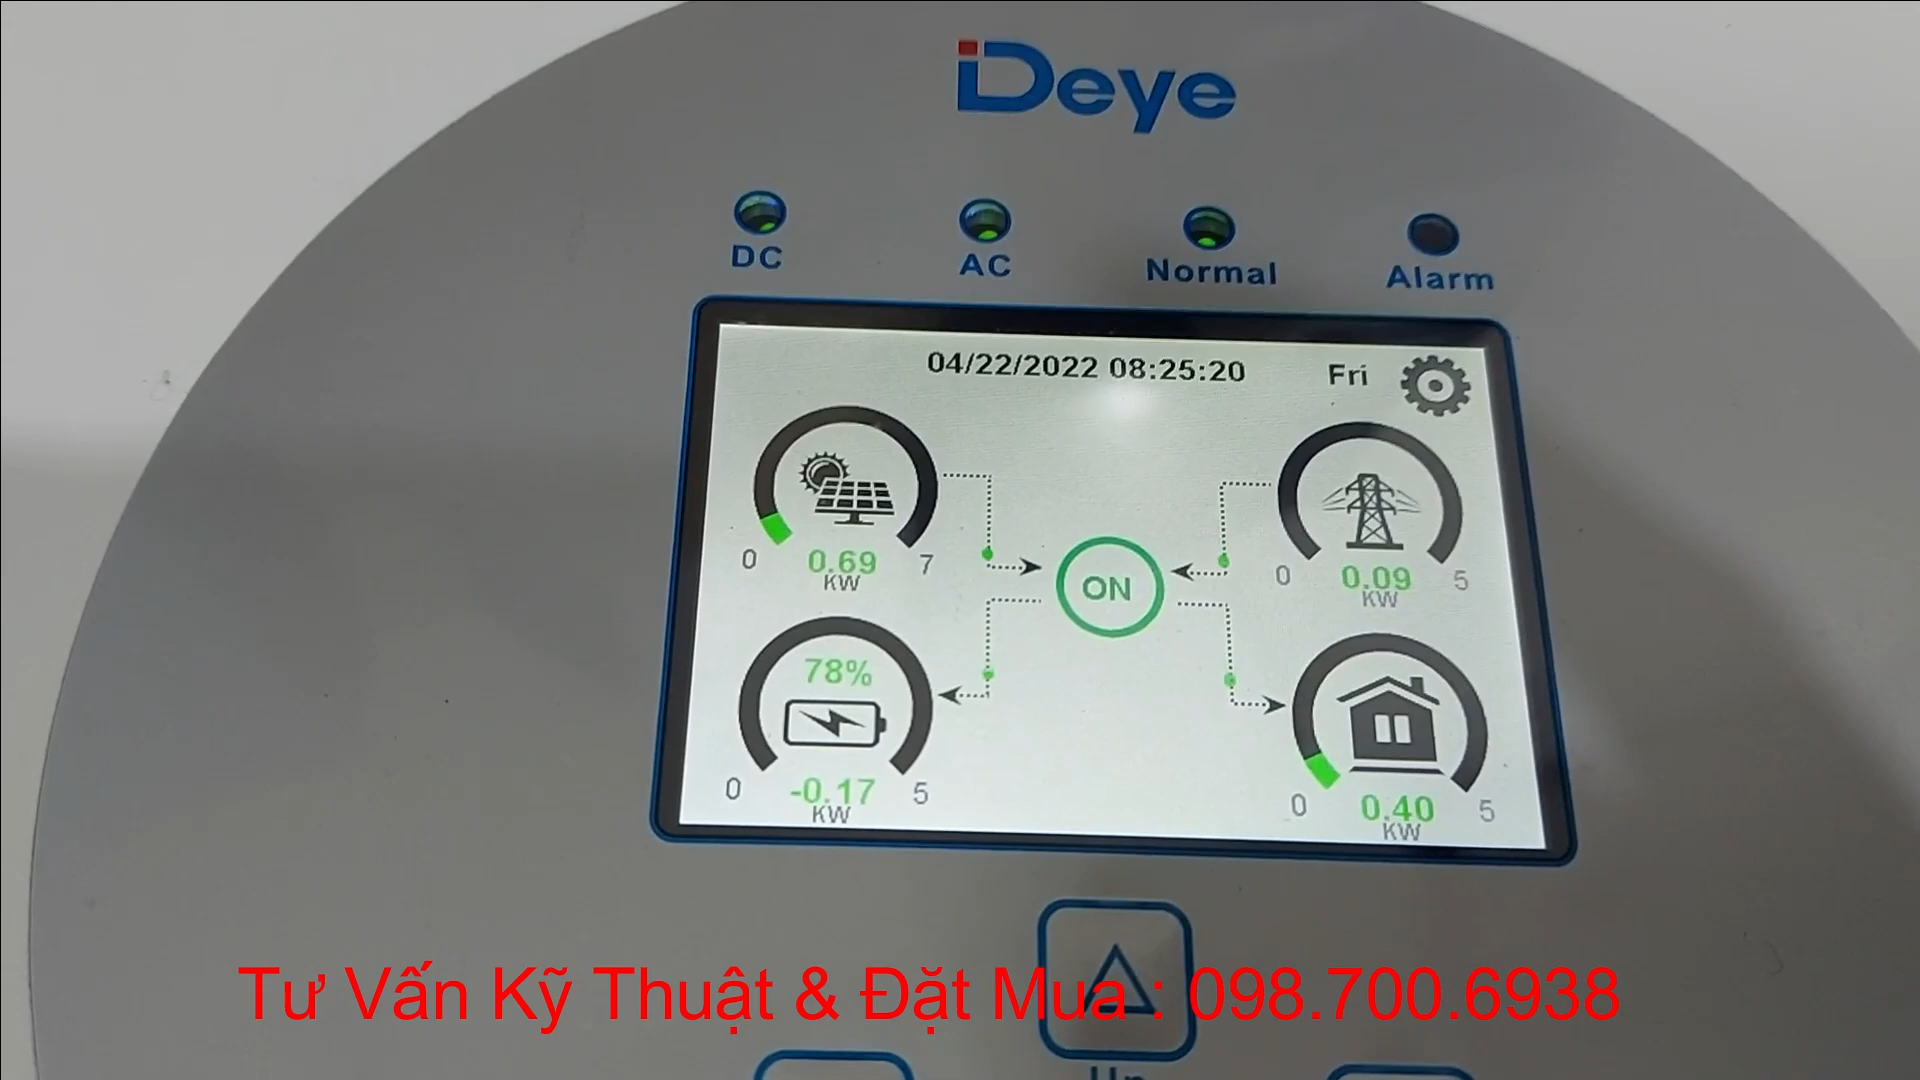 Deye
DC AC Normal Alarm
04/22/2022 08:25:20 Fri
0 0.69 7
KW
0 0.09 5
KW
ON
78%
0 -0.17 5
KW
0 0.40 5
KW
Tư Vấn Kỹ Thuật & Đặt Mua : 098.700.6938